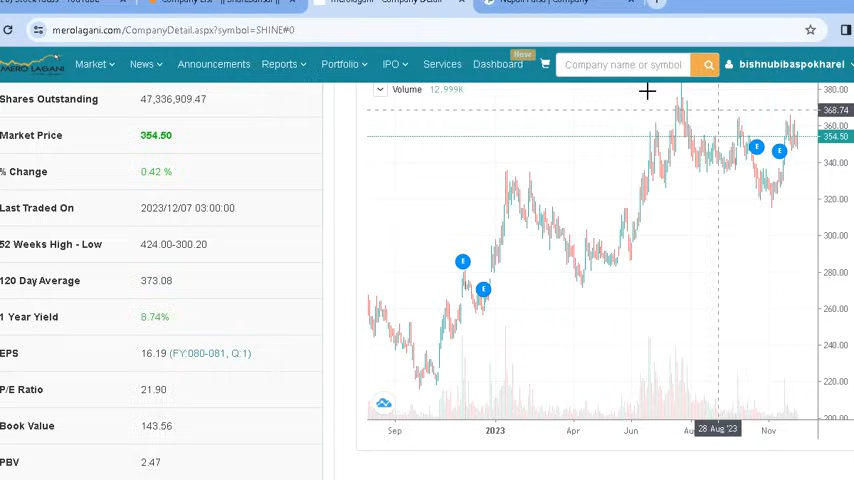 merolagani.com/CompanyDetail.aspx?symbol=SHINE#0
MERO LAGANI
Market News Announcements Reports Portfolio IPO Services Dashboard New Company name or symbol bishnubibaspokharel
Shares Outstanding 47,336,909.47
Market Price 354.50
% Change 0.42 %
Last Traded On 2023/12/07 03:00:00
52 Weeks High - Low 424.00-300.20
120 Day Average 373.08
1 Year Yield 8.74%
EPS 16.19 (FY:080-081, Q:1)
P/E Ratio 21.90
Book Value 143.56
PBV 2.47
Volume 12.999K
380.00
368.74
360.00
354.50
340.00
320.00
300.00
280.00
260.00
240.00
220.00
200.00
E
E
E
E
Sep 2023 Apr Jun Au 28 Aug '23 Nov